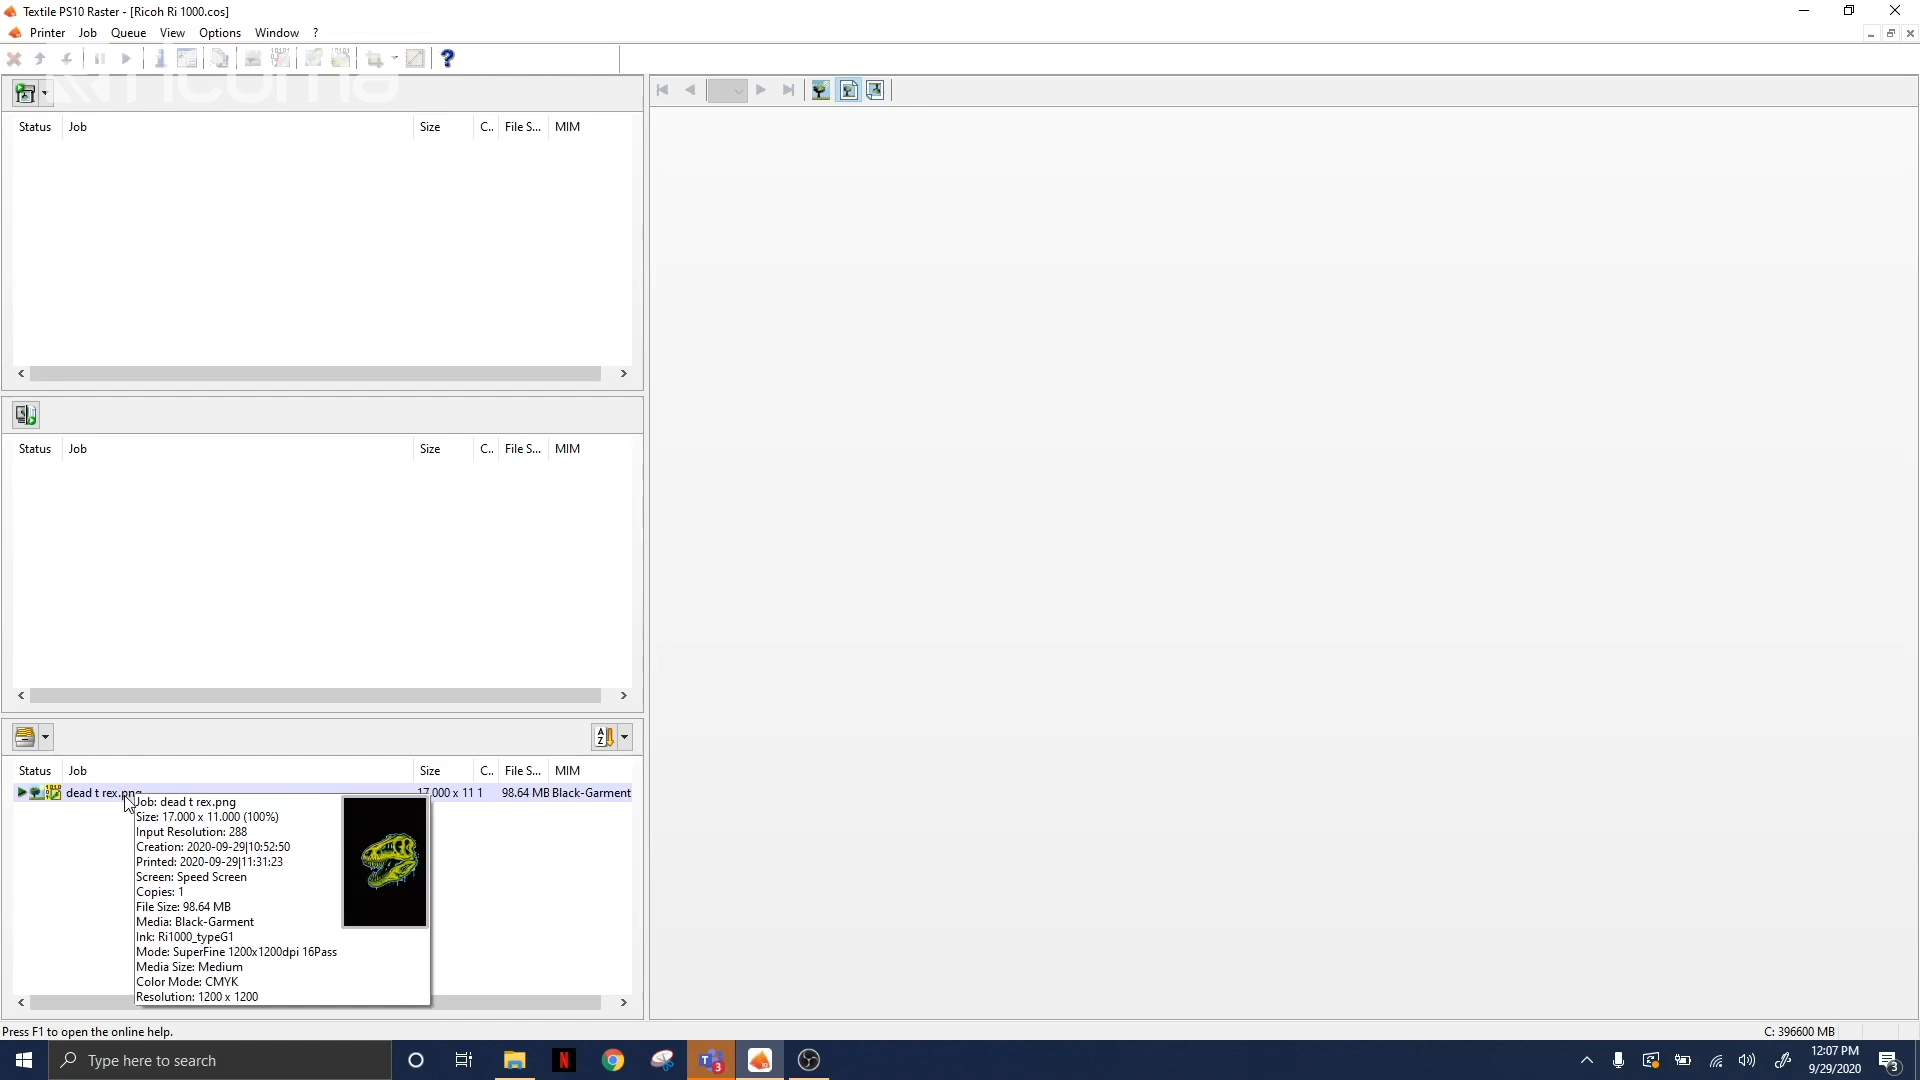 Textile PS10 Raster - [Ricoh Ri 1000.cos]
Printer Job Queue View Options Window ?
ricoma
Status Job Size C.. File S... MIM
Status Job Size C.. File S... MIM
Status Job Size C.. File S... MIM
dead t rex.png 17.000 x 11 1 98.64 MB Black-Garment
Job: dead t rex.png
Size: 17.000 x 11.000 (100%)
Input Resolution: 288
Creation: 2020-09-29|10:52:50
Printed: 2020-09-29|11:31:23
Screen: Speed Screen
Copies: 1
File Size: 98.64 MB
Media: Black-Garment
Ink: Ri1000_typeG1
Mode: SuperFine 1200x1200dpi 16Pass
Media Size: Medium
Color Mode: CMYK
Resolution: 1200 x 1200
Press F1 to open the online help.
C: 396600 MB
Type here to search
12:07 PM
9/29/2020
3
3